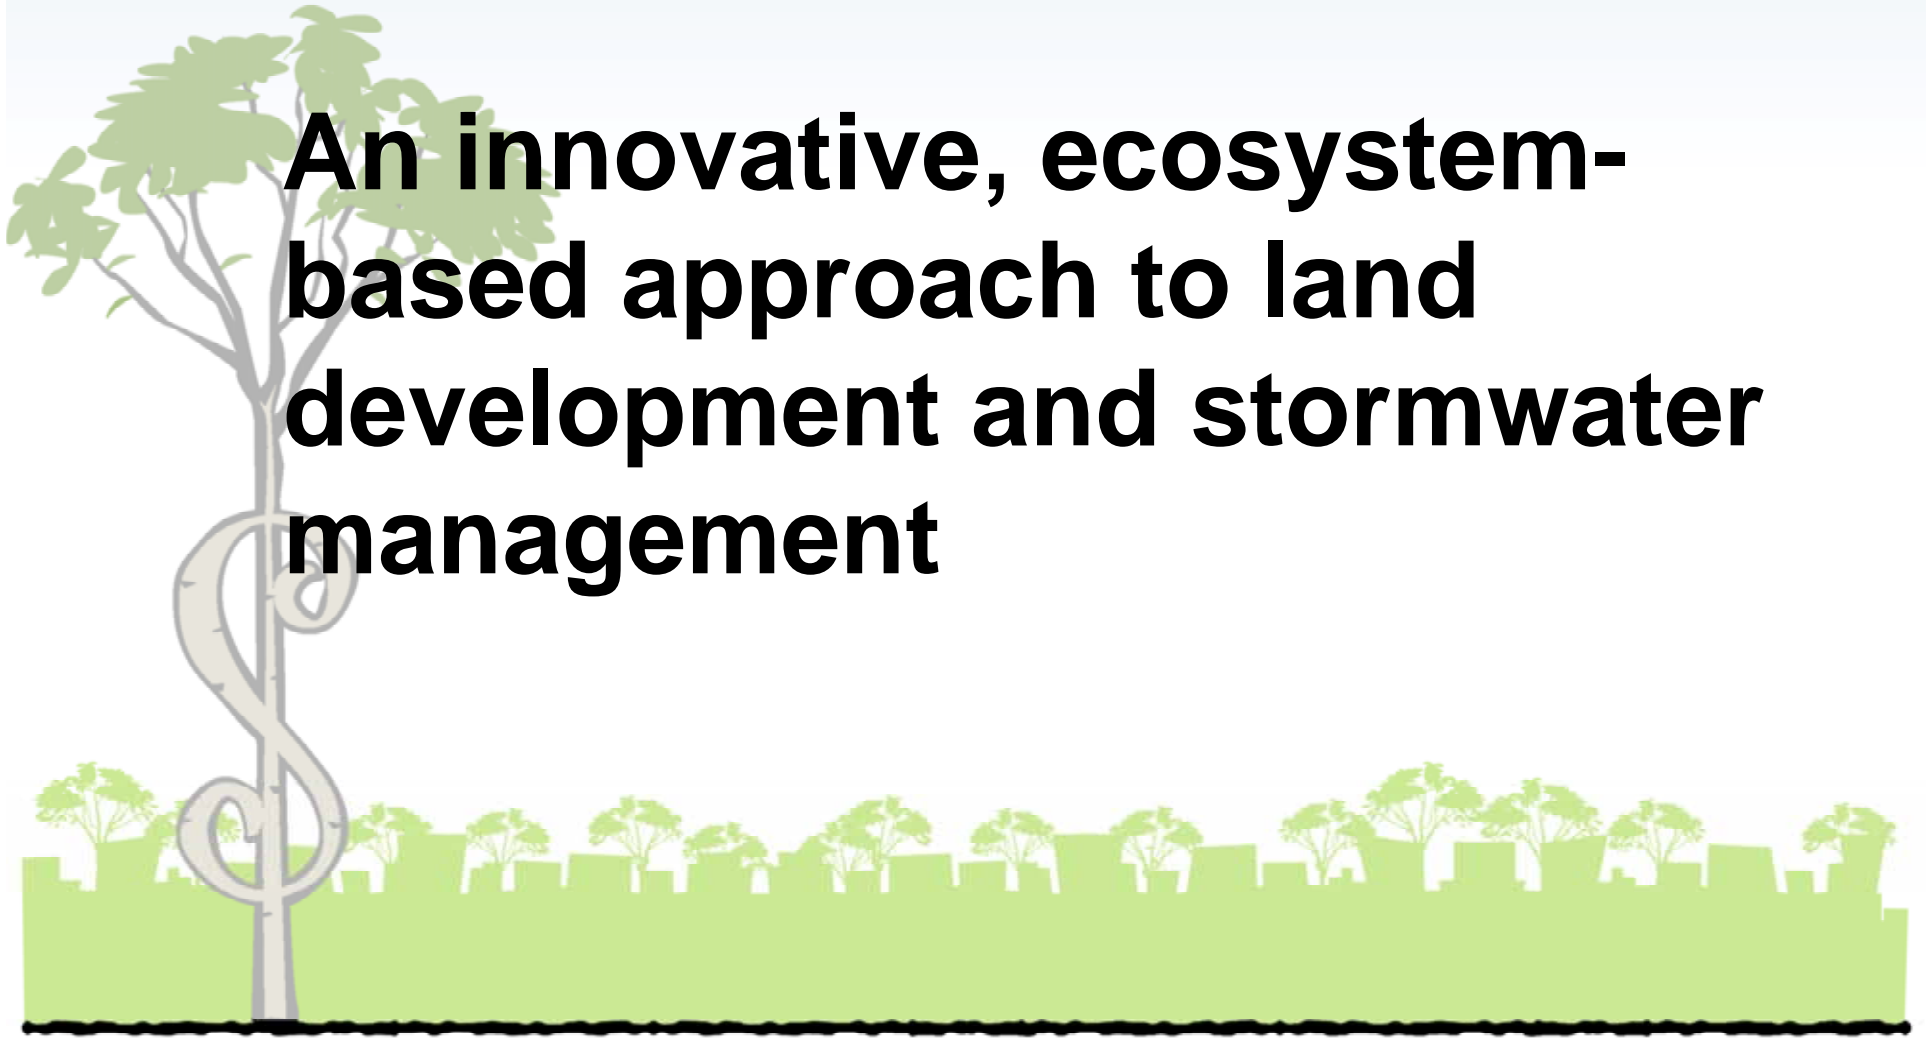 An innovative, ecosystem-
based approach to land
development and stormwater
management